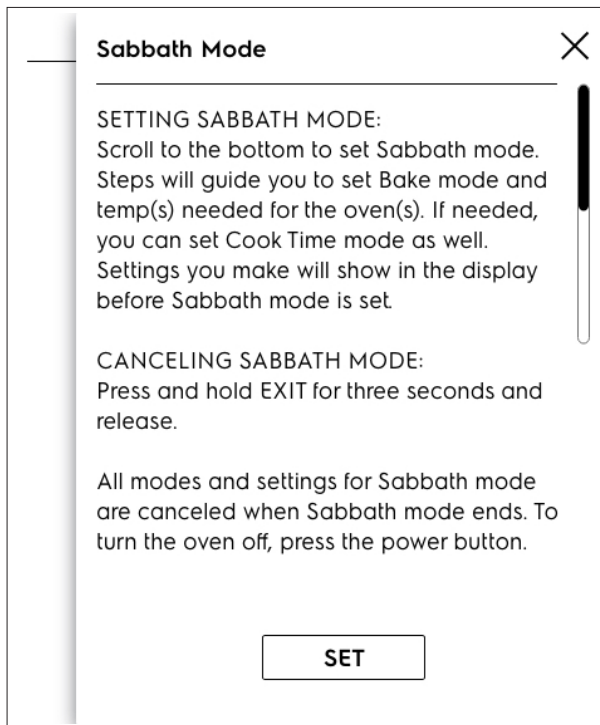 Sabbath Mode
SETTING SABBATH MODE:
Scroll to the bottom to set Sabbath mode.
Steps will guide you to set Bake mode and
temp(s) needed for the oven(s). If needed,
you can set Cook Time mode as well.
Settings you make will show in the display
before Sabbath mode is set.
CANCELING SABBATH MODE:
Press and hold EXIT for three seconds and
release.
All modes and settings for Sabbath mode
are canceled when Sabbath mode ends. To
turn the oven off, press the power button.
SET